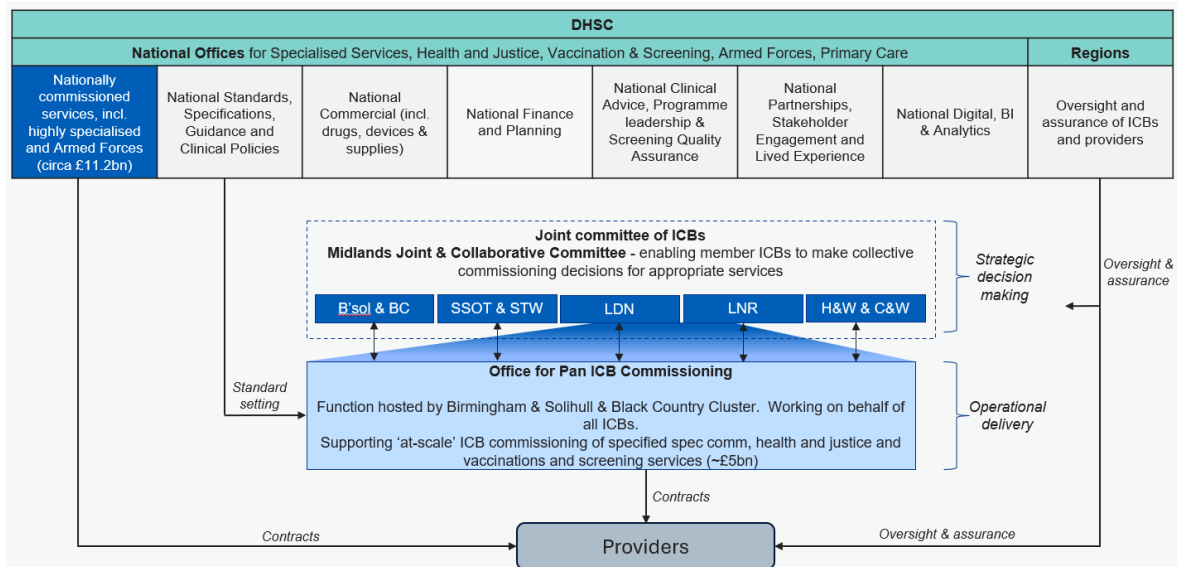 DHSC
National Offices for Specialised Services, Health and Justice, Vaccination & Screening, Armed Forces, Primary Care
Regions
Nationally
commissioned
services, incl.
highly specialised
and Armed Forces
(circa £11.2bn)
National Standards,
Specifications,
Guidance and
Clinical Policies
National
Commercial (incl.
drugs, devices &
supplies)
National Finance
and Planning
National Clinical
Advice, Programme
leadership &
Screening Quality
Assurance
National
Partnerships,
Stakeholder
Engagement and
Lived Experience
National Digital, BI
& Analytics
Oversight and
assurance of ICBs
and providers
Joint committee of ICBs
Midlands Joint & Collaborative Committee - enabling member ICBs to make collective
commissioning decisions for appropriate services
B'sol & BC
SSOT & STW
LDN
LNR
H&W & C&W
Strategic
decision
making
Oversight &
assurance
Office for Pan ICB Commissioning
Function hosted by Birmingham & Solihull & Black Country Cluster. Working on behalf of
all ICBs.
Supporting 'at-scale' ICB commissioning of specified spec comm, health and justice and
vaccinations and screening services (~£5bn)
Standard
setting
Operational
delivery
Contracts
Contracts
Providers
Oversight & assurance